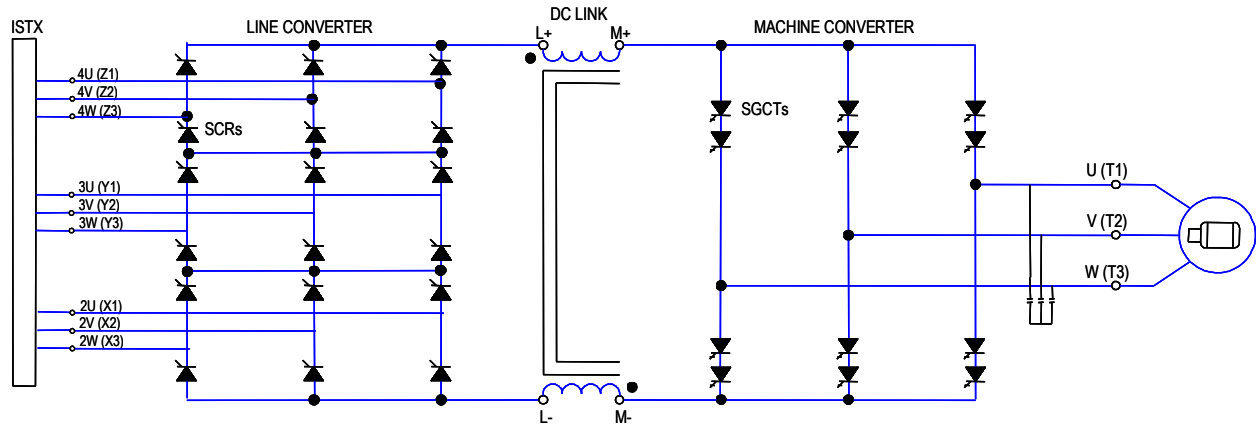 ISTX
LINE CONVERTER
DC LINK
MACHINE CONVERTER
L+
M+
4U (Z1)
4V (Z2)
4W (Z3)
SCRs
SGCTs
3U (Y1)
3V (Y2)
3W (Y3)
U (T1)
V (T2)
W (T3)
2U (X1)
2V (X2)
2W (X3)
L-
M-